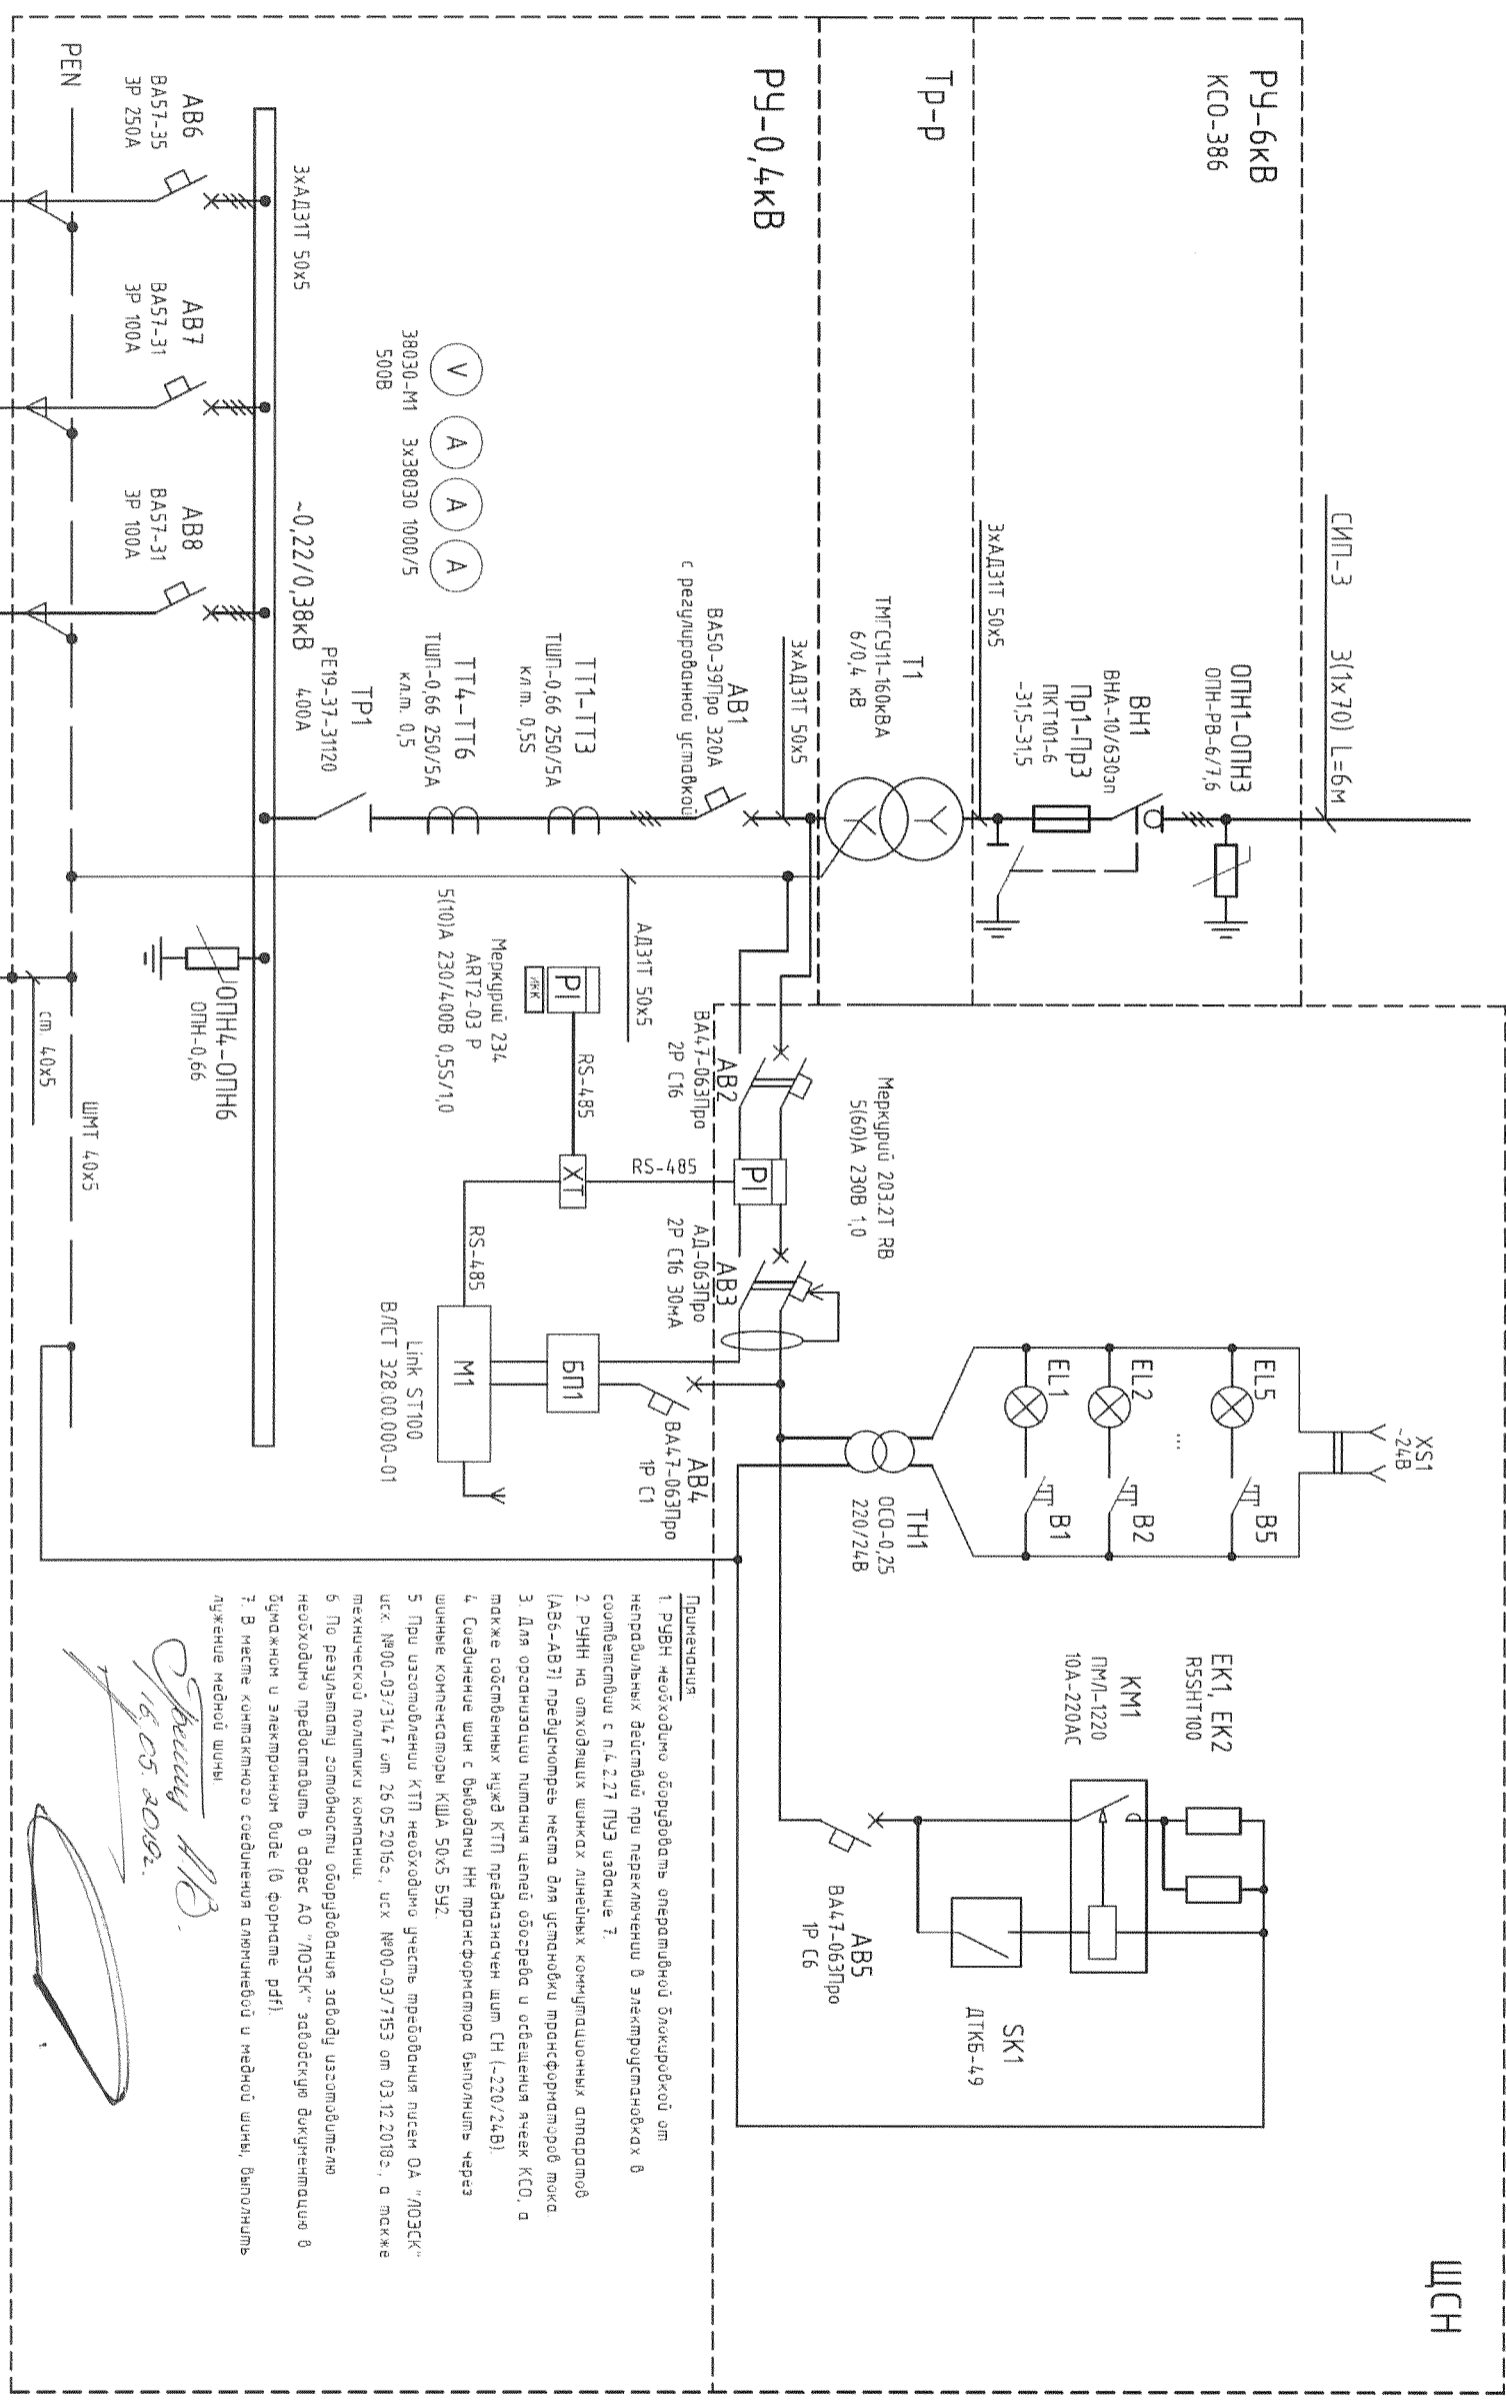 РУ-6кВ
КСО-386
СИП-3 3(1x70) L=6м
ОПН1-ОПН3
ОПН-РВ-6/7,6
ВН1
ВНА-10/630зп
Пр1-Пр3
ПКТ101-6
-31,5-31,5
3хАД31Т 50х5
Тр-р
Т1
ТМГСУ11-160кВА
6/0,4 кВ
РУ-0,4кВ
3хАД31Т 50х5
АВ1
ВА50-39Про 320А
с регулированной уставкой
ТТ1-ТТ3
ТШП-0,66 250/5А
кл.т. 0,5S
ТТ4-ТТ6
ТШП-0,66 250/5А
кл.т. 0,5
ТР1
РЕ19-37-31120
400А
V
А
А
А
Э8030-М1
500В
3хЭ8030 1000/5
3хАД31Т 50х5
~0,22/0,38кВ
АВ6
ВА57-35
3Р 250А
АВ7
ВА57-31
3Р 100А
АВ8
ВА57-31
3Р 100А
PEN
АД31Т 50х5
PI
ИКК
Меркурий 234
ART2-03 P
5(10)А 230/400В 0,5S/1,0
RS-485
ХТ
RS-485
RS-485
ОПН4-ОПН6
ОПН-0,66
ШМТ 40х5
ст 40х5
ЩСН
Меркурий 203.2Т RB
5(60)А 230В 1,0
АВ2
ВА47-063Про
2Р С16
PI
АВ3
АД-063Про
2Р С16 30мА
М1
БП1
Link ST100
ВЛСТ 328.00.000-01
АВ4
ВА47-063Про
1Р С1
XS1
~24В
EL5
В5
...
EL2
В2
EL1
В1
ТН1
ОСО-0,25
220/24В
ЕК1, ЕК2
R5SHT100
КМ1
ПМЛ-1220
10А-220АС
SK1
ДТКБ-49
АВ5
ВА47-063Про
1Р С6
Примечания:
1. РУВН необходимо оборудовать оперативной блокировкой от
неправильных действий при переключении в электроустановках в
соответствии с п.4.2.27 ПУЭ издание 7.
2 РУНН на отходящих шинках линейных коммутационных аппаратов
(АВ6-АВ7) предусмотреь места для установки трансформаторов тока.
3. Для организации питания цепей обогрева и освещения ячеек КСО, а
также собственных нужд КТП предназначен щит СН (~220/24В).
4 Соединение шин с выводами НН трансформатора выполнить через
шинные компенсаторы КША 50х5 БУ2.
5 При изготовлении КТП необходимо учесть требования писем ОА "ЛОЭСК"
исх. №00-03/3147 от 26.05.2016г., исх №00-03/7153 от 03.12.2018г., а также
технической политики компании.
6 По результату готовности оборудования заводу изготовителю
необходимо предоставить в адрес АО "ЛОЭСК" заводскую документацию в
бумажном и электронном виде (в формате pdf).
7. В месте контактного соединения алюминевой и медной шины, выполнить
лужение медной шины.